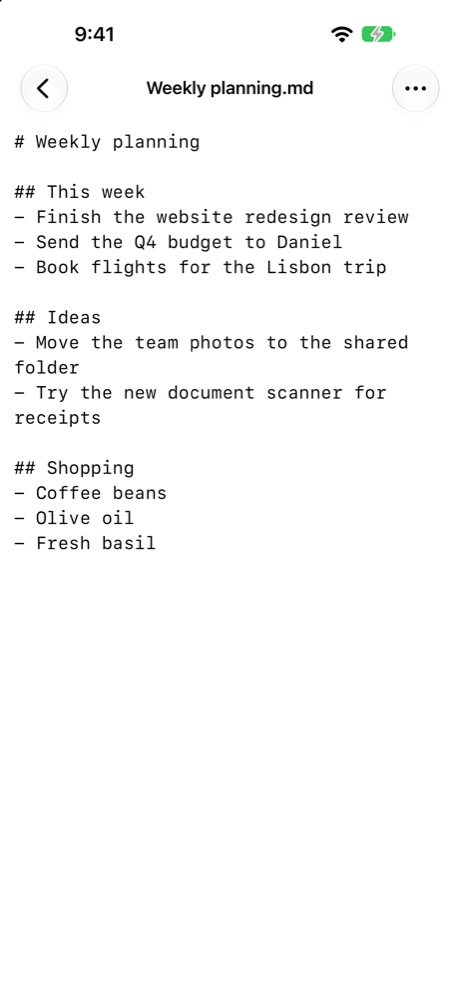 9:41
Weekly planning.md
# Weekly planning
## This week
– Finish the website redesign review
– Send the Q4 budget to Daniel
– Book flights for the Lisbon trip
## Ideas
– Move the team photos to the shared
folder
– Try the new document scanner for
receipts
## Shopping
– Coffee beans
– Olive oil
– Fresh basil